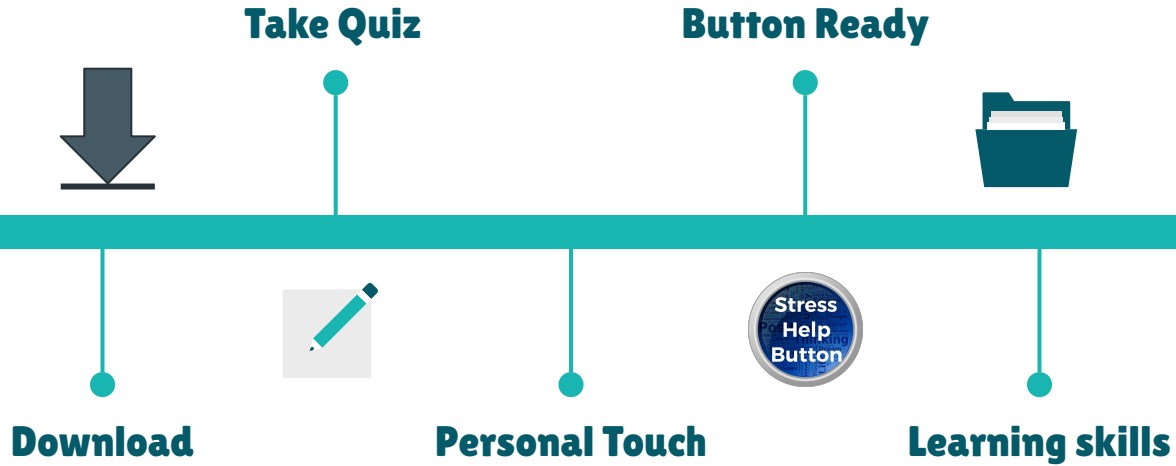 Take Quiz
Button Ready
Stress
Help
Button
Download
Personal Touch
Learning skills